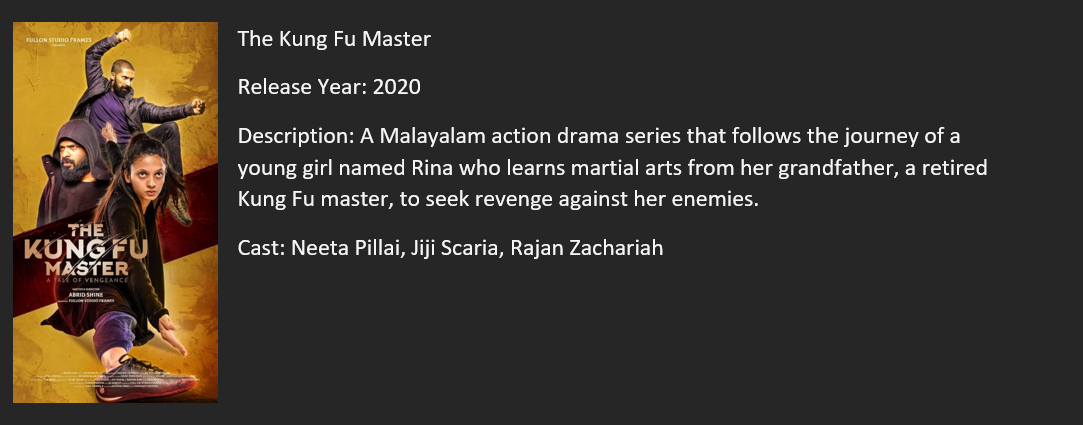 FULLON STUDIO FRAMES
THE
KUNG FU
MASTER
A TALE OF VENGEANCE
ABRID SHINE
FULLON STUDIO FRAMES
The Kung Fu Master
Release Year: 2020
Description: A Malayalam action drama series that follows the journey of a
young girl named Rina who learns martial arts from her grandfather, a retired
Kung Fu master, to seek revenge against her enemies.
Cast: Neeta Pillai, Jiji Scaria, Rajan Zachariah